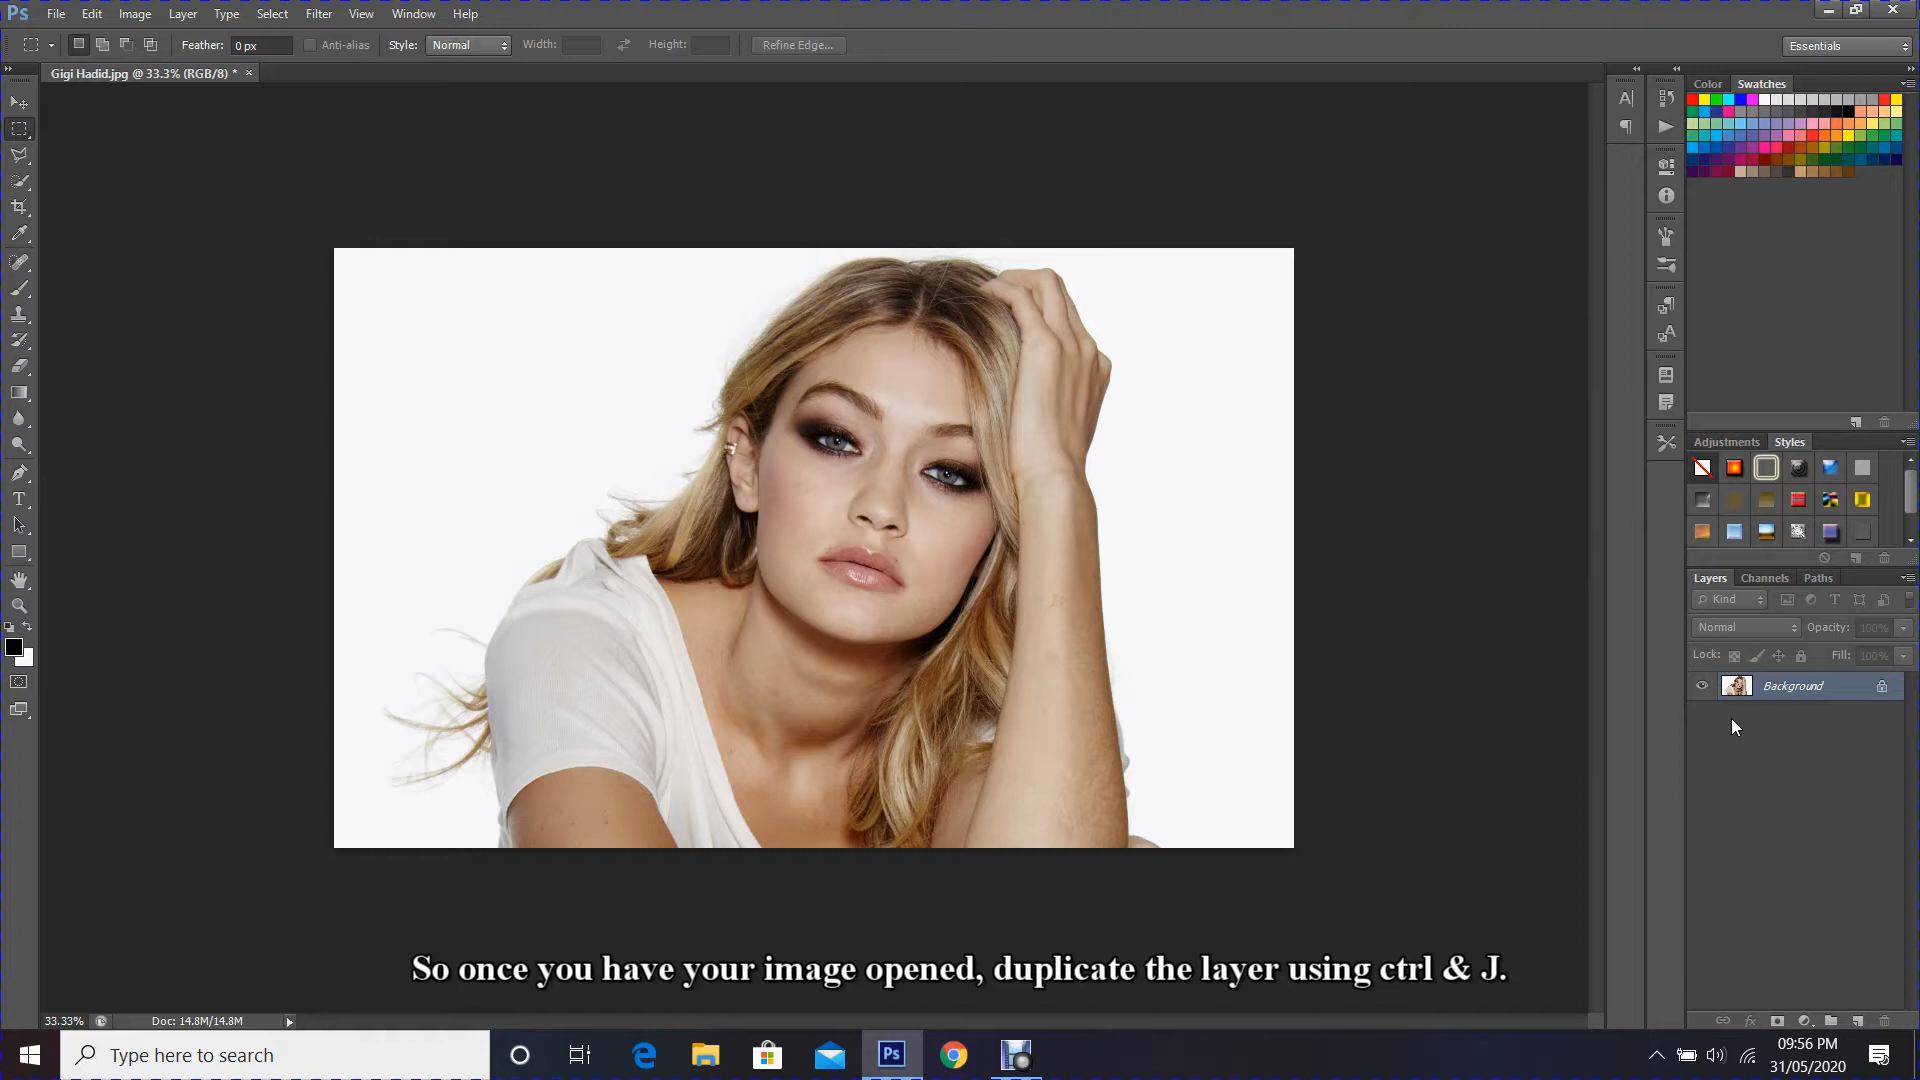 Ps File Edit Image Layer Type Select Filter View Window Help
Feather: 0 px Anti-alias Style: Normal Width: Height: Refine Edge... Essentials
Gigi Hadid.jpg @ 33.3% (RGB/8) * ×
Color Swatches
Adjustments Styles
Layers Channels Paths
Kind
Normal Opacity: 100%
Lock: Fill: 100%
Background
So once you have your image opened, duplicate the layer using ctrl & J.
33.33% Doc: 14.8M/14.8M
Type here to search
Ps
09:56 PM
31/05/2020